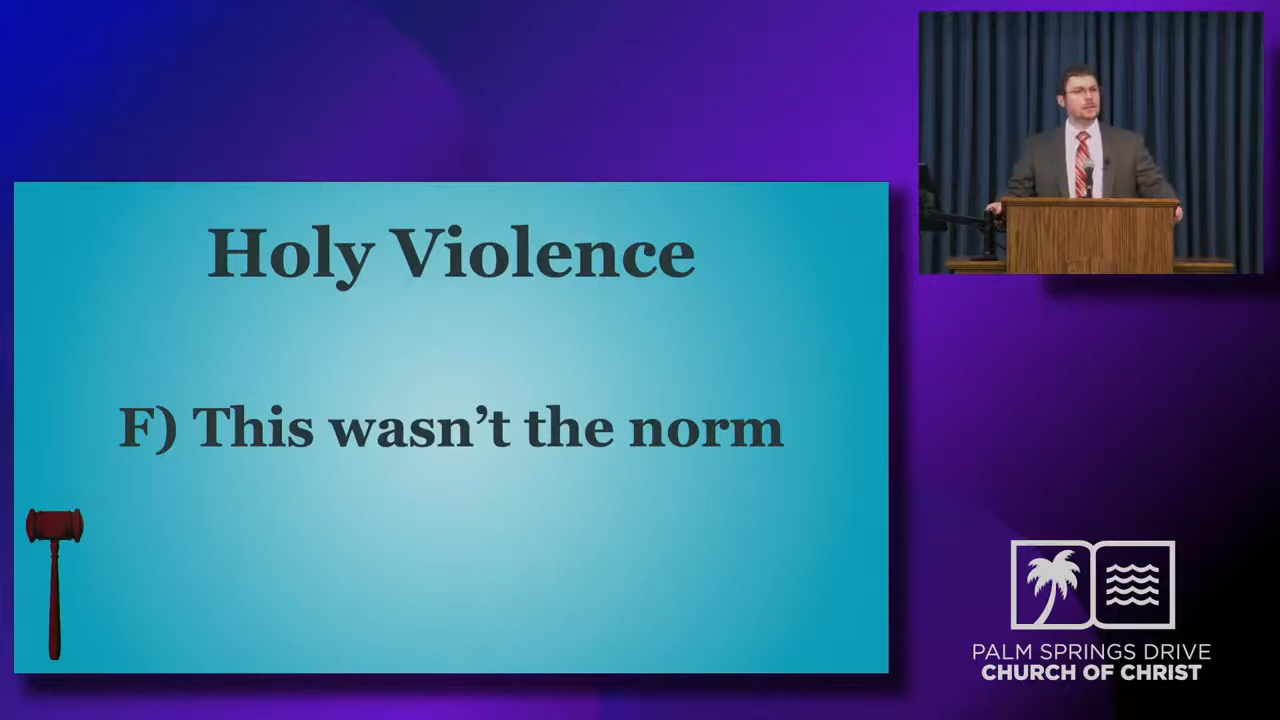 Holy Violence
F) This wasn’t the norm
PALM SPRINGS DRIVE
CHURCH OF CHRIST